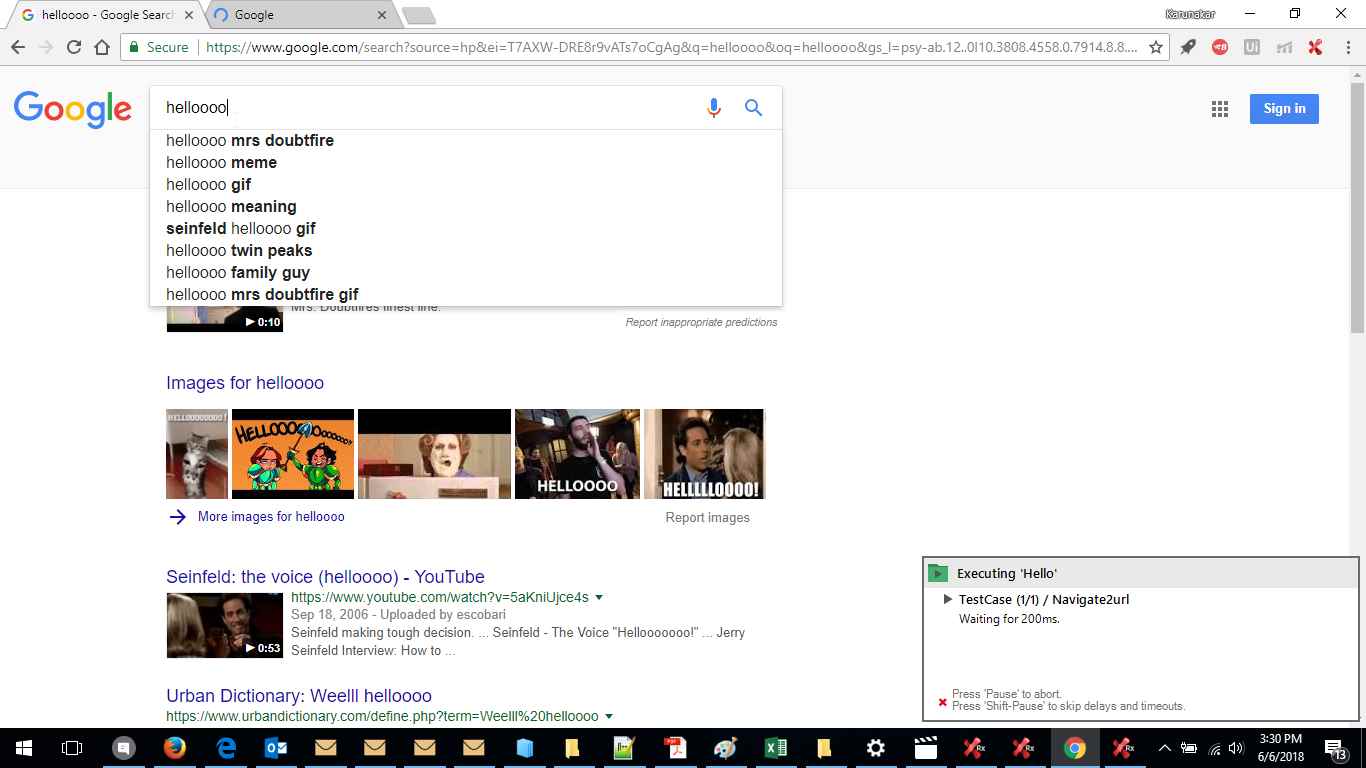 helloooo - Google Search
Google
Karunakar
Secure
https://www.google.com/search?source=hp&ei=T7AXW-DRE8r9vATs7oCgAg&q=helloooo&oq=helloooo&gs_l=psy-ab.12..0l10.3808.4558.0.7914.8.8....
Google
helloooo
Sign in
helloooo mrs doubtfire
helloooo meme
helloooo gif
helloooo meaning
seinfeld helloooo gif
helloooo twin peaks
helloooo family guy
helloooo mrs doubtfire gif
Mrs. Doubtfires finest line.
0:10
Report inappropriate predictions
Images for helloooo
HELLOOOO
HELLLLLOOOO!
More images for helloooo
Report images
Seinfeld: the voice (helloooo) - YouTube
https://www.youtube.com/watch?v=5aKniUjce4s
Sep 18, 2006 - Uploaded by escobari
Seinfeld making tough decision. ... Seinfeld - The Voice "Hellooooooo!" ... Jerry
Seinfeld Interview: How to ...
0:53
Urban Dictionary: Weelll helloooo
https://www.urbandictionary.com/define.php?term=Weelll%20helloooo
Executing 'Hello'
TestCase (1/1) / Navigate2url
Waiting for 200ms.
Press 'Pause' to abort.
Press 'Shift-Pause' to skip delays and timeouts.
3:30 PM
6/6/2018
13